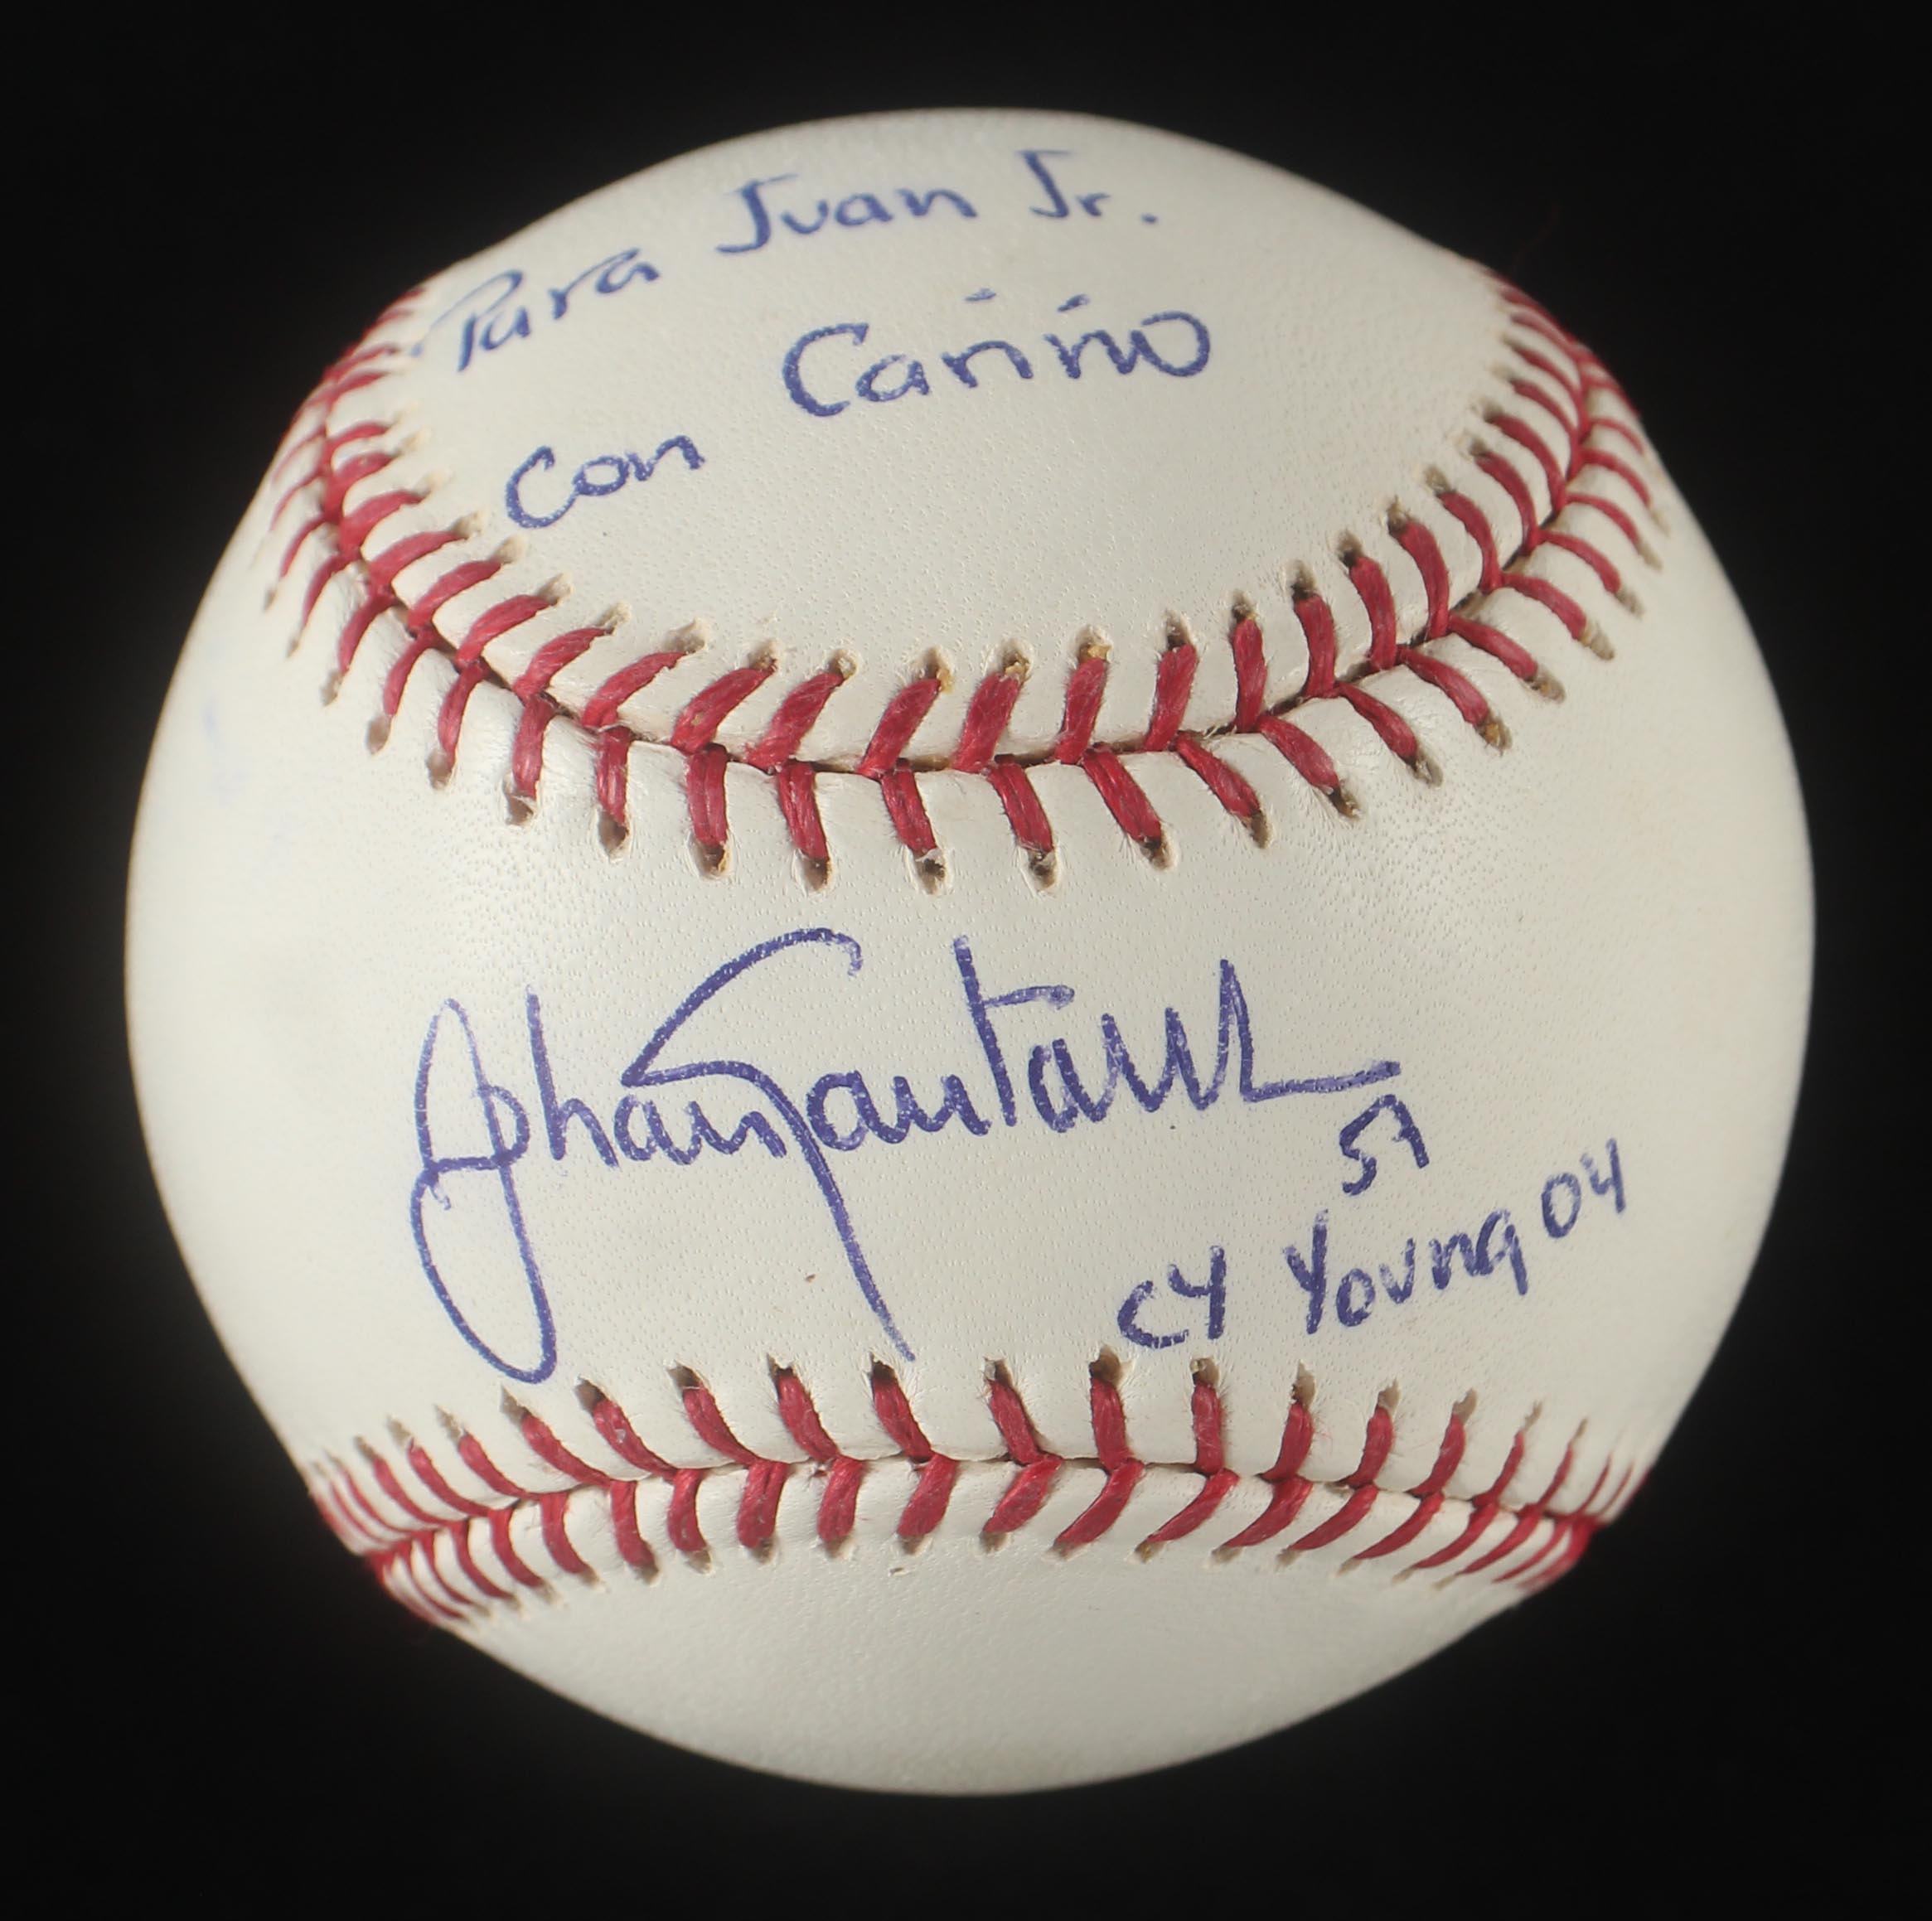 Para Juan Jr.
con Cariño
Johan Santana
57
CY Young 04